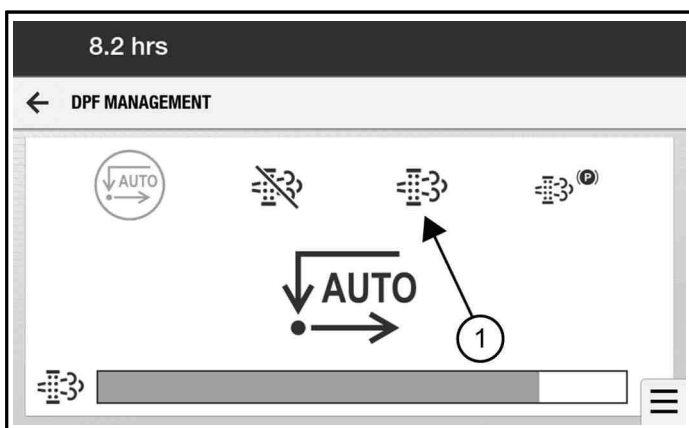 8.2 hrs
DPF MANAGEMENT
AUTO
(P)
AUTO
1